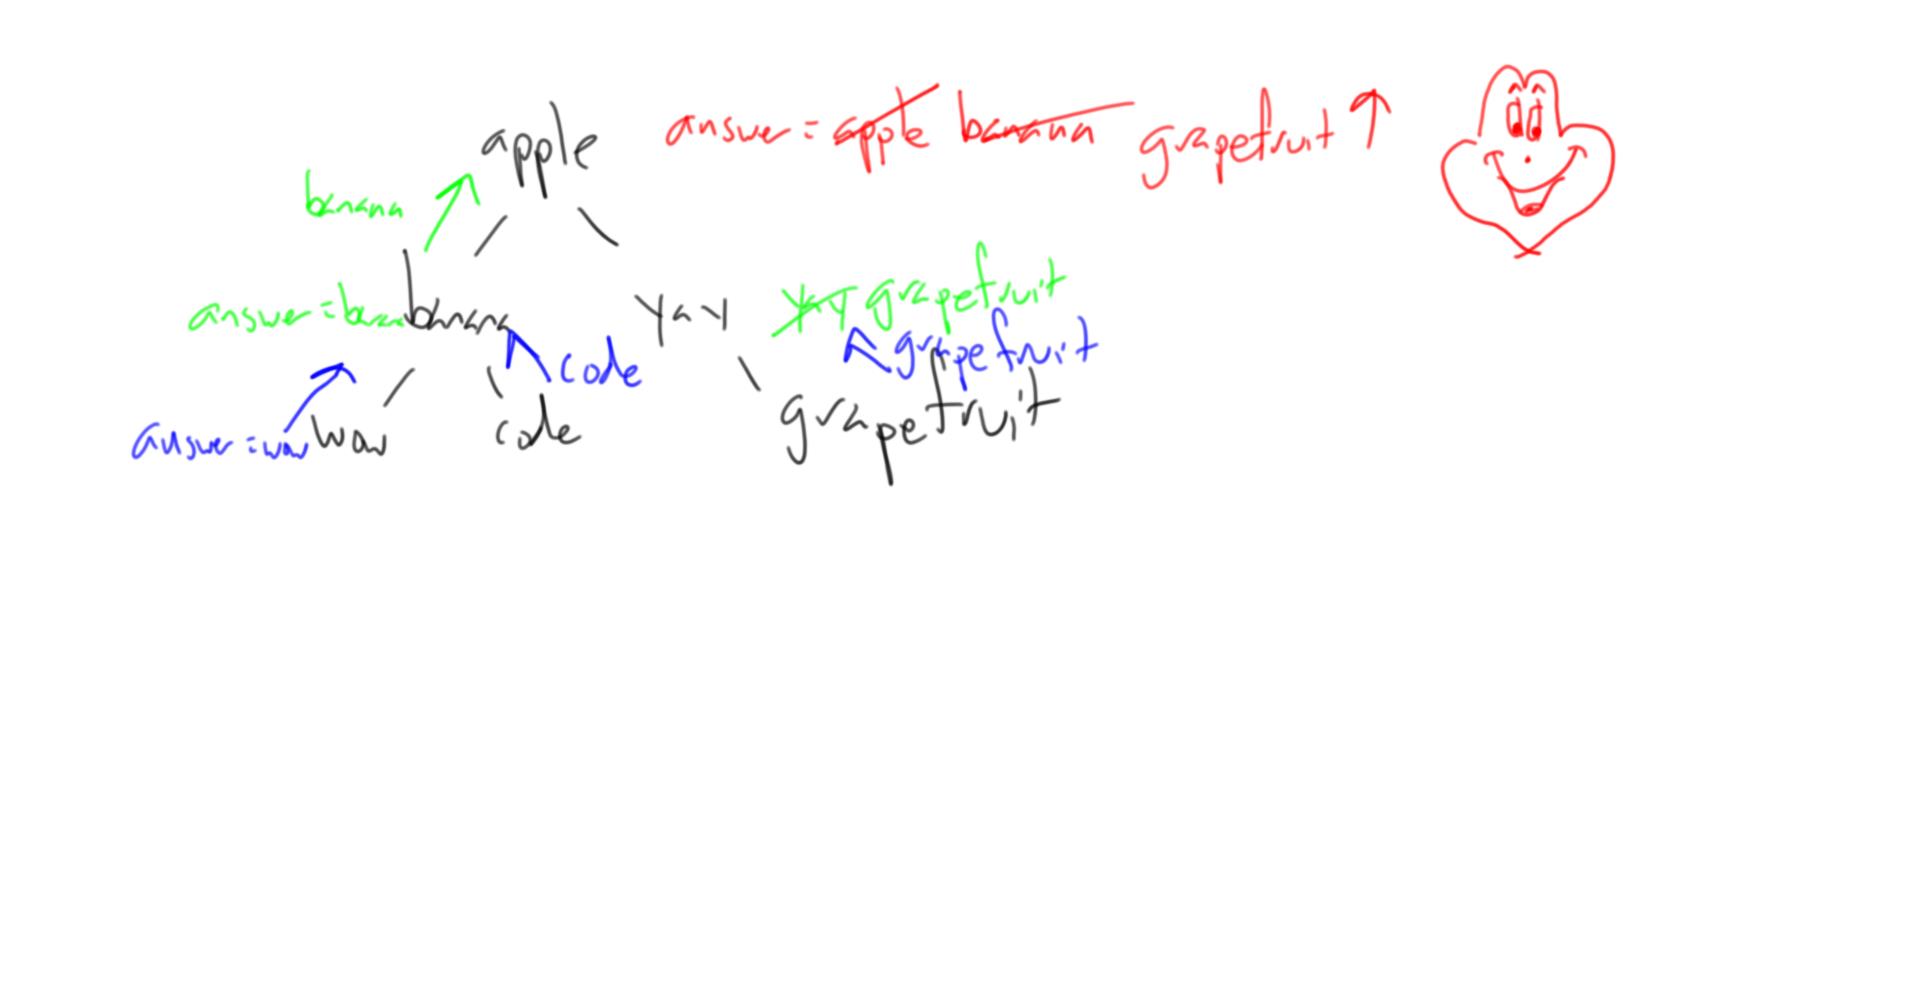 apple answer = apple banana grapefruit
banana
answer = banana banana yay yay grapefruit
code grapefruit
answer = wow wow code grapefruit